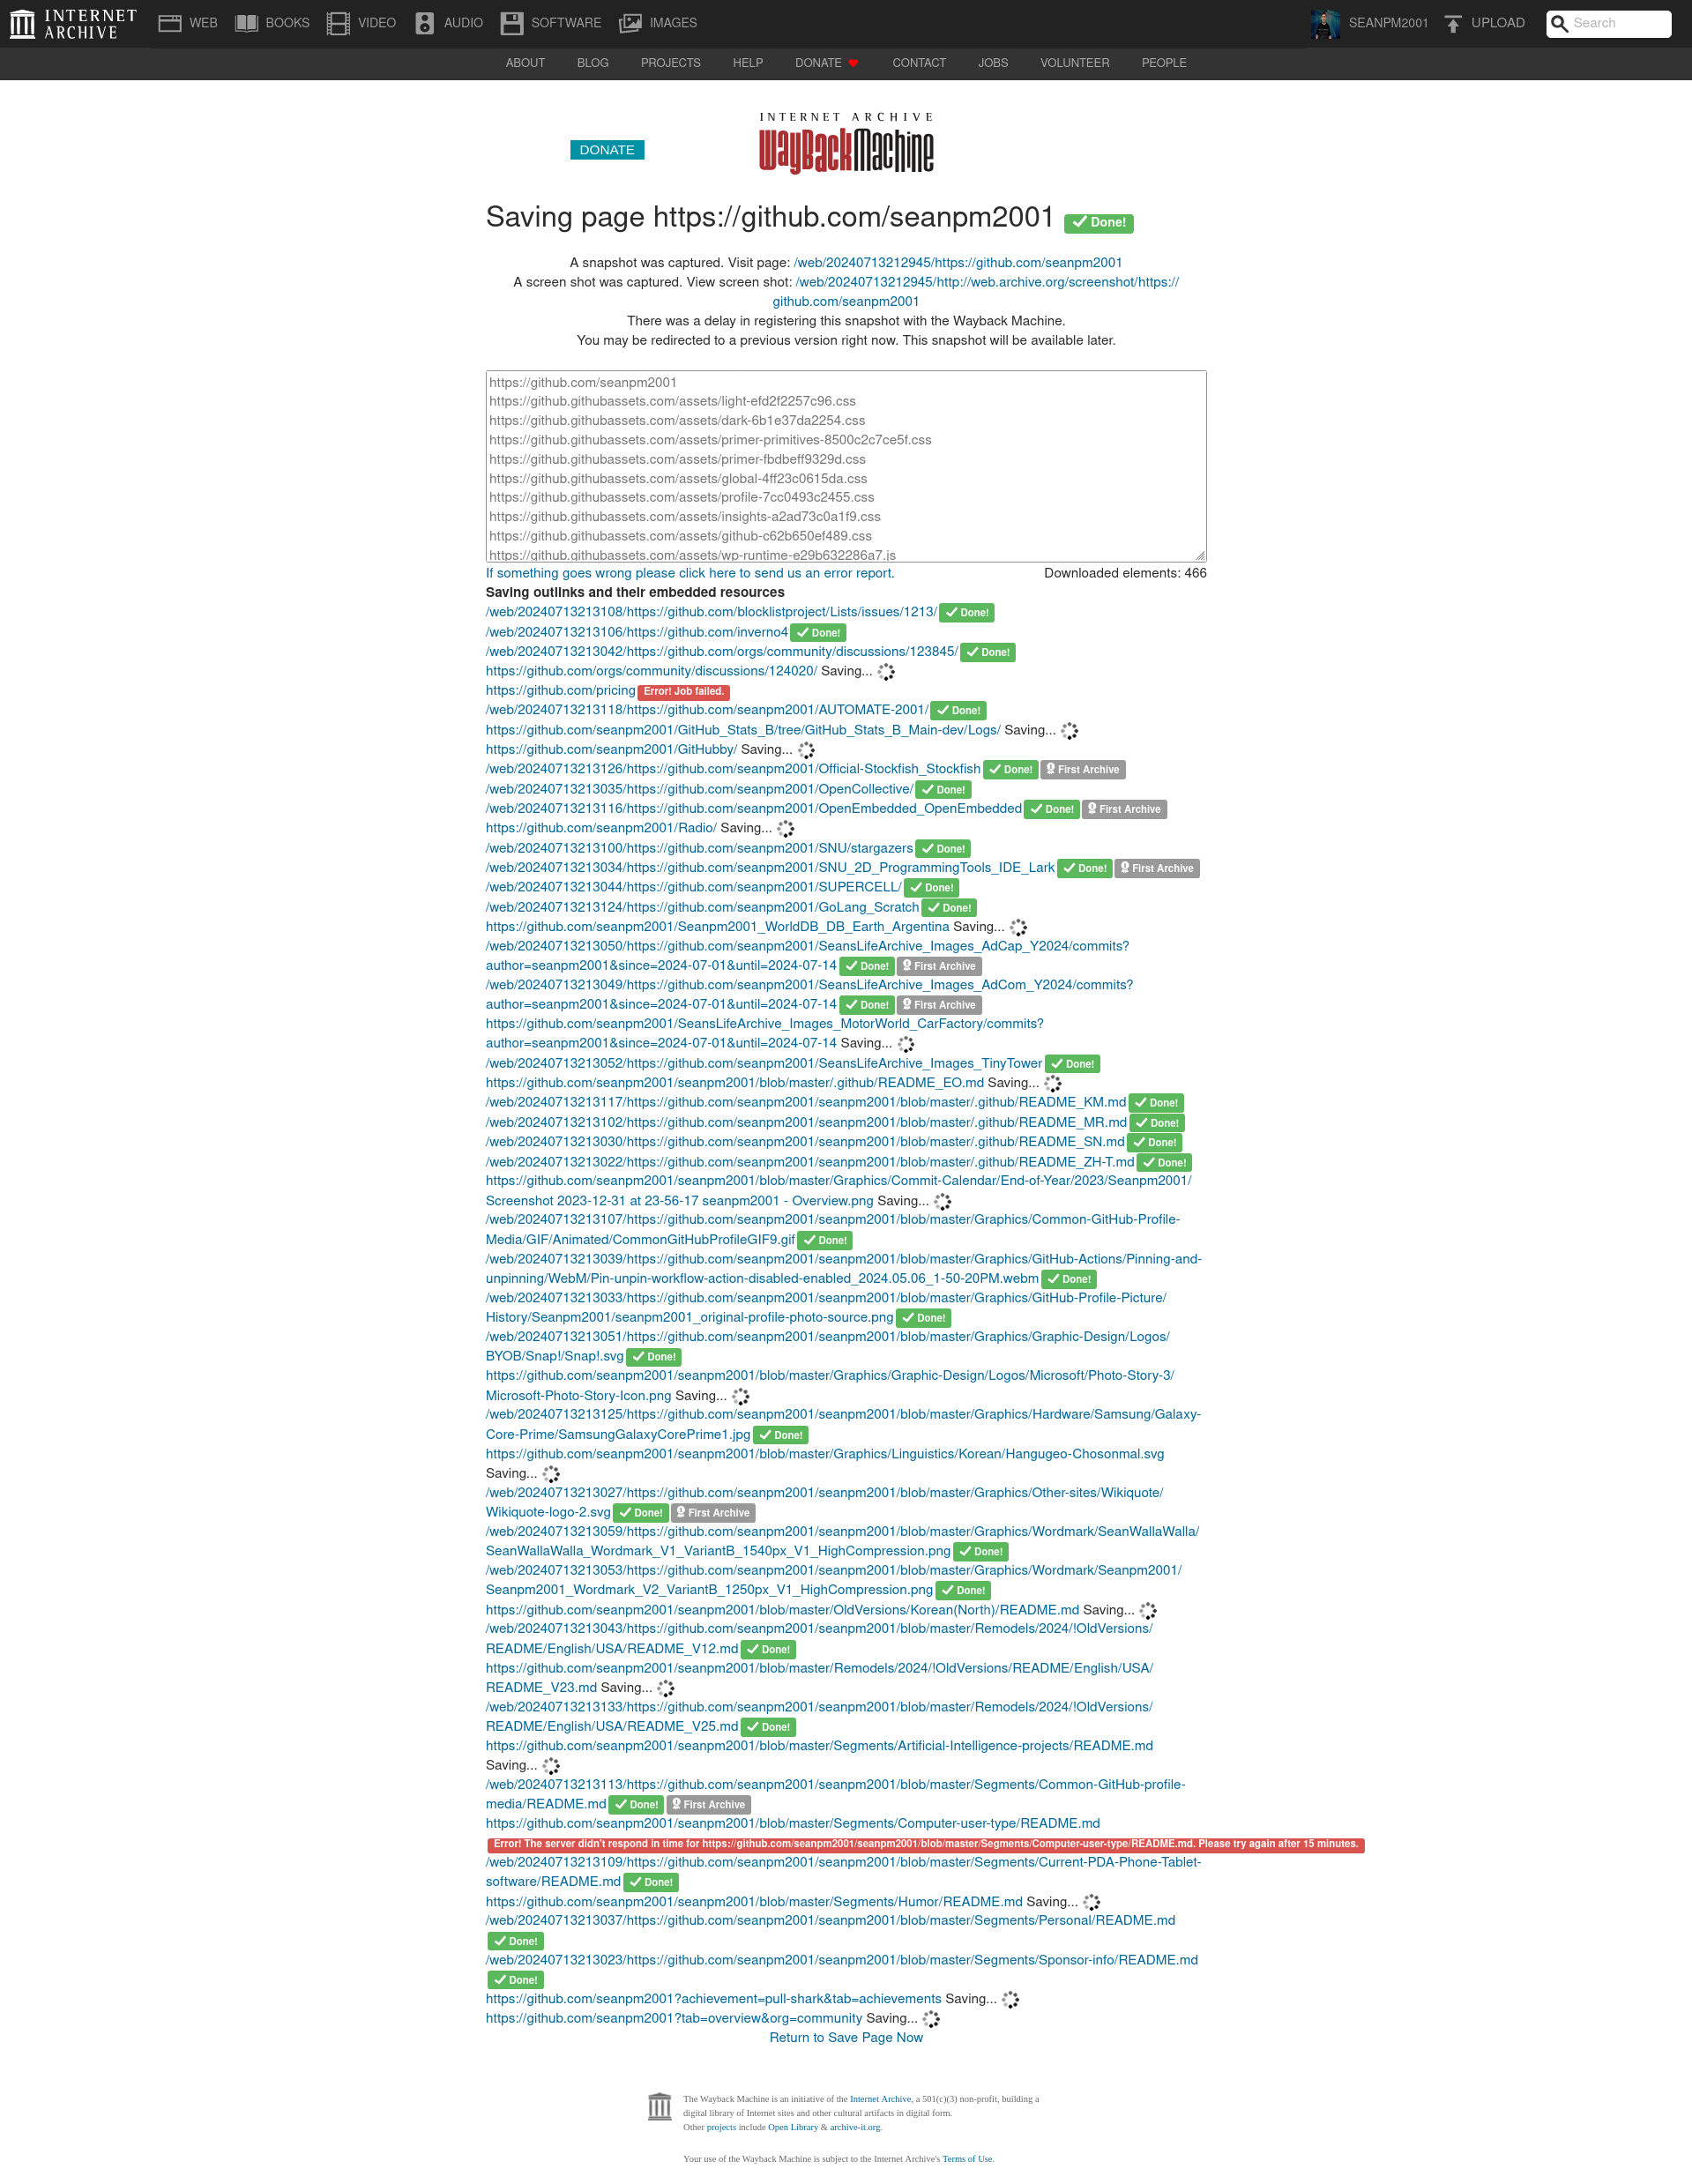 INTERNET ARCHIVE
WEB BOOKS VIDEO AUDIO SOFTWARE IMAGES SEANPM2001 UPLOAD Search
ABOUT BLOG PROJECTS HELP DONATE CONTACT JOBS VOLUNTEER PEOPLE
INTERNET ARCHIVE
DONATE WayBackMachine
Saving page https://github.com/seanpm2001 Done!
A snapshot was captured. Visit page: /web/20240713212945/https://github.com/seanpm2001
A screen shot was captured. View screen shot: /web/20240713212945/http://web.archive.org/screenshot/https://
github.com/seanpm2001
There was a delay in registering this snapshot with the Wayback Machine.
You may be redirected to a previous version right now. This snapshot will be available later.
https://github.com/seanpm2001
https://github.githubassets.com/assets/light-efd2f2257c96.css
https://github.githubassets.com/assets/dark-6b1e37da2254.css
https://github.githubassets.com/assets/primer-primitives-8500c2c7ce5f.css
https://github.githubassets.com/assets/primer-fbdbeff9329d.css
https://github.githubassets.com/assets/global-4ff23c0615da.css
https://github.githubassets.com/assets/profile-7cc0493c2455.css
https://github.githubassets.com/assets/insights-a2ad73c0a1f9.css
https://github.githubassets.com/assets/github-c62b650ef489.css
https://github.githubassets.com/assets/wp-runtime-e29b632286a7.js
If something goes wrong please click here to send us an error report. Downloaded elements: 466
Saving outlinks and their embedded resources
/web/20240713213108/https://github.com/blocklistproject/Lists/issues/1213/ Done!
/web/20240713213106/https://github.com/inverno4 Done!
/web/20240713213042/https://github.com/orgs/community/discussions/123845/ Done!
https://github.com/orgs/community/discussions/124020/ Saving...
https://github.com/pricing Error! Job failed.
/web/20240713213118/https://github.com/seanpm2001/AUTOMATE-2001/ Done!
https://github.com/seanpm2001/GitHub_Stats_B/tree/GitHub_Stats_B_Main-dev/Logs/ Saving...
https://github.com/seanpm2001/GitHubby/ Saving...
/web/20240713213126/https://github.com/seanpm2001/Official-Stockfish_Stockfish Done! First Archive
/web/20240713213035/https://github.com/seanpm2001/OpenCollective/ Done!
/web/20240713213116/https://github.com/seanpm2001/OpenEmbedded_OpenEmbedded Done! First Archive
https://github.com/seanpm2001/Radio/ Saving...
/web/20240713213100/https://github.com/seanpm2001/SNU/stargazers Done!
/web/20240713213034/https://github.com/seanpm2001/SNU_2D_ProgrammingTools_IDE_Lark Done! First Archive
/web/20240713213044/https://github.com/seanpm2001/SUPERCELL/ Done!
/web/20240713213124/https://github.com/seanpm2001/GoLang_Scratch Done!
https://github.com/seanpm2001/Seanpm2001_WorldDB_DB_Earth_Argentina Saving...
/web/20240713213050/https://github.com/seanpm2001/SeansLifeArchive_Images_AdCap_Y2024/commits?
author=seanpm2001&since=2024-07-01&until=2024-07-14 Done! First Archive
/web/20240713213049/https://github.com/seanpm2001/SeansLifeArchive_Images_AdCom_Y2024/commits?
author=seanpm2001&since=2024-07-01&until=2024-07-14 Done! First Archive
https://github.com/seanpm2001/SeansLifeArchive_Images_MotorWorld_CarFactory/commits?
author=seanpm2001&since=2024-07-01&until=2024-07-14 Saving...
/web/20240713213052/https://github.com/seanpm2001/SeansLifeArchive_Images_TinyTower Done!
https://github.com/seanpm2001/seanpm2001/blob/master/.github/README_EO.md Saving...
/web/20240713213117/https://github.com/seanpm2001/seanpm2001/blob/master/.github/README_KM.md Done!
/web/20240713213102/https://github.com/seanpm2001/seanpm2001/blob/master/.github/README_MR.md Done!
/web/20240713213030/https://github.com/seanpm2001/seanpm2001/blob/master/.github/README_SN.md Done!
/web/20240713213022/https://github.com/seanpm2001/seanpm2001/blob/master/.github/README_ZH-T.md Done!
https://github.com/seanpm2001/seanpm2001/blob/master/Graphics/Commit-Calendar/End-of-Year/2023/Seanpm2001/
Screenshot 2023-12-31 at 23-56-17 seanpm2001 - Overview.png Saving...
/web/20240713213107/https://github.com/seanpm2001/seanpm2001/blob/master/Graphics/Common-GitHub-Profile-
Media/GIF/Animated/CommonGitHubProfileGIF9.gif Done!
/web/20240713213039/https://github.com/seanpm2001/seanpm2001/blob/master/Graphics/GitHub-Actions/Pinning-and-
unpinning/WebM/Pin-unpin-workflow-action-disabled-enabled_2024.05.06_1-50-20PM.webm Done!
/web/20240713213033/https://github.com/seanpm2001/seanpm2001/blob/master/Graphics/GitHub-Profile-Picture/
History/Seanpm2001/seanpm2001_original-profile-photo-source.png Done!
/web/20240713213051/https://github.com/seanpm2001/seanpm2001/blob/master/Graphics/Graphic-Design/Logos/
BYOB/Snap!/Snap!.svg Done!
https://github.com/seanpm2001/seanpm2001/blob/master/Graphics/Graphic-Design/Logos/Microsoft/Photo-Story-3/
Microsoft-Photo-Story-Icon.png Saving...
/web/20240713213125/https://github.com/seanpm2001/seanpm2001/blob/master/Graphics/Hardware/Samsung/Galaxy-
Core-Prime/SamsungGalaxyCorePrime1.jpg Done!
https://github.com/seanpm2001/seanpm2001/blob/master/Graphics/Linguistics/Korean/Hangugeo-Chosonmal.svg
Saving...
/web/20240713213027/https://github.com/seanpm2001/seanpm2001/blob/master/Graphics/Other-sites/Wikiquote/
Wikiquote-logo-2.svg Done! First Archive
/web/20240713213059/https://github.com/seanpm2001/seanpm2001/blob/master/Graphics/Wordmark/SeanWallaWalla/
SeanWallaWalla_Wordmark_V1_VariantB_1540px_V1_HighCompression.png Done!
/web/20240713213053/https://github.com/seanpm2001/seanpm2001/blob/master/Graphics/Wordmark/Seanpm2001/
Seanpm2001_Wordmark_V2_VariantB_1250px_V1_HighCompression.png Done!
https://github.com/seanpm2001/seanpm2001/blob/master/OldVersions/Korean(North)/README.md Saving...
/web/20240713213043/https://github.com/seanpm2001/seanpm2001/blob/master/Remodels/2024/!OldVersions/
README/English/USA/README_V12.md Done!
https://github.com/seanpm2001/seanpm2001/blob/master/Remodels/2024/!OldVersions/README/English/USA/
README_V23.md Saving...
/web/20240713213133/https://github.com/seanpm2001/seanpm2001/blob/master/Remodels/2024/!OldVersions/
README/English/USA/README_V25.md Done!
https://github.com/seanpm2001/seanpm2001/blob/master/Segments/Artificial-Intelligence-projects/README.md
Saving...
/web/20240713213113/https://github.com/seanpm2001/seanpm2001/blob/master/Segments/Common-GitHub-profile-
media/README.md Done! First Archive
https://github.com/seanpm2001/seanpm2001/blob/master/Segments/Computer-user-type/README.md
Error! The server didn't respond in time for https://github.com/seanpm2001/seanpm2001/blob/master/Segments/Computer-user-type/README.md. Please try again after 15 minutes.
/web/20240713213109/https://github.com/seanpm2001/seanpm2001/blob/master/Segments/Current-PDA-Phone-Tablet-
software/README.md Done!
https://github.com/seanpm2001/seanpm2001/blob/master/Segments/Humor/README.md Saving...
/web/20240713213037/https://github.com/seanpm2001/seanpm2001/blob/master/Segments/Personal/README.md
Done!
/web/20240713213023/https://github.com/seanpm2001/seanpm2001/blob/master/Segments/Sponsor-info/README.md
Done!
https://github.com/seanpm2001?achievement=pull-shark&tab=achievements Saving...
https://github.com/seanpm2001?tab=overview&org=community Saving...
Return to Save Page Now
The Wayback Machine is an initiative of the Internet Archive, a 501(c)(3) non-profit, building a
digital library of Internet sites and other cultural artifacts in digital form.
Other projects include Open Library & archive-it.org.
Your use of the Wayback Machine is subject to the Internet Archive's Terms of Use.